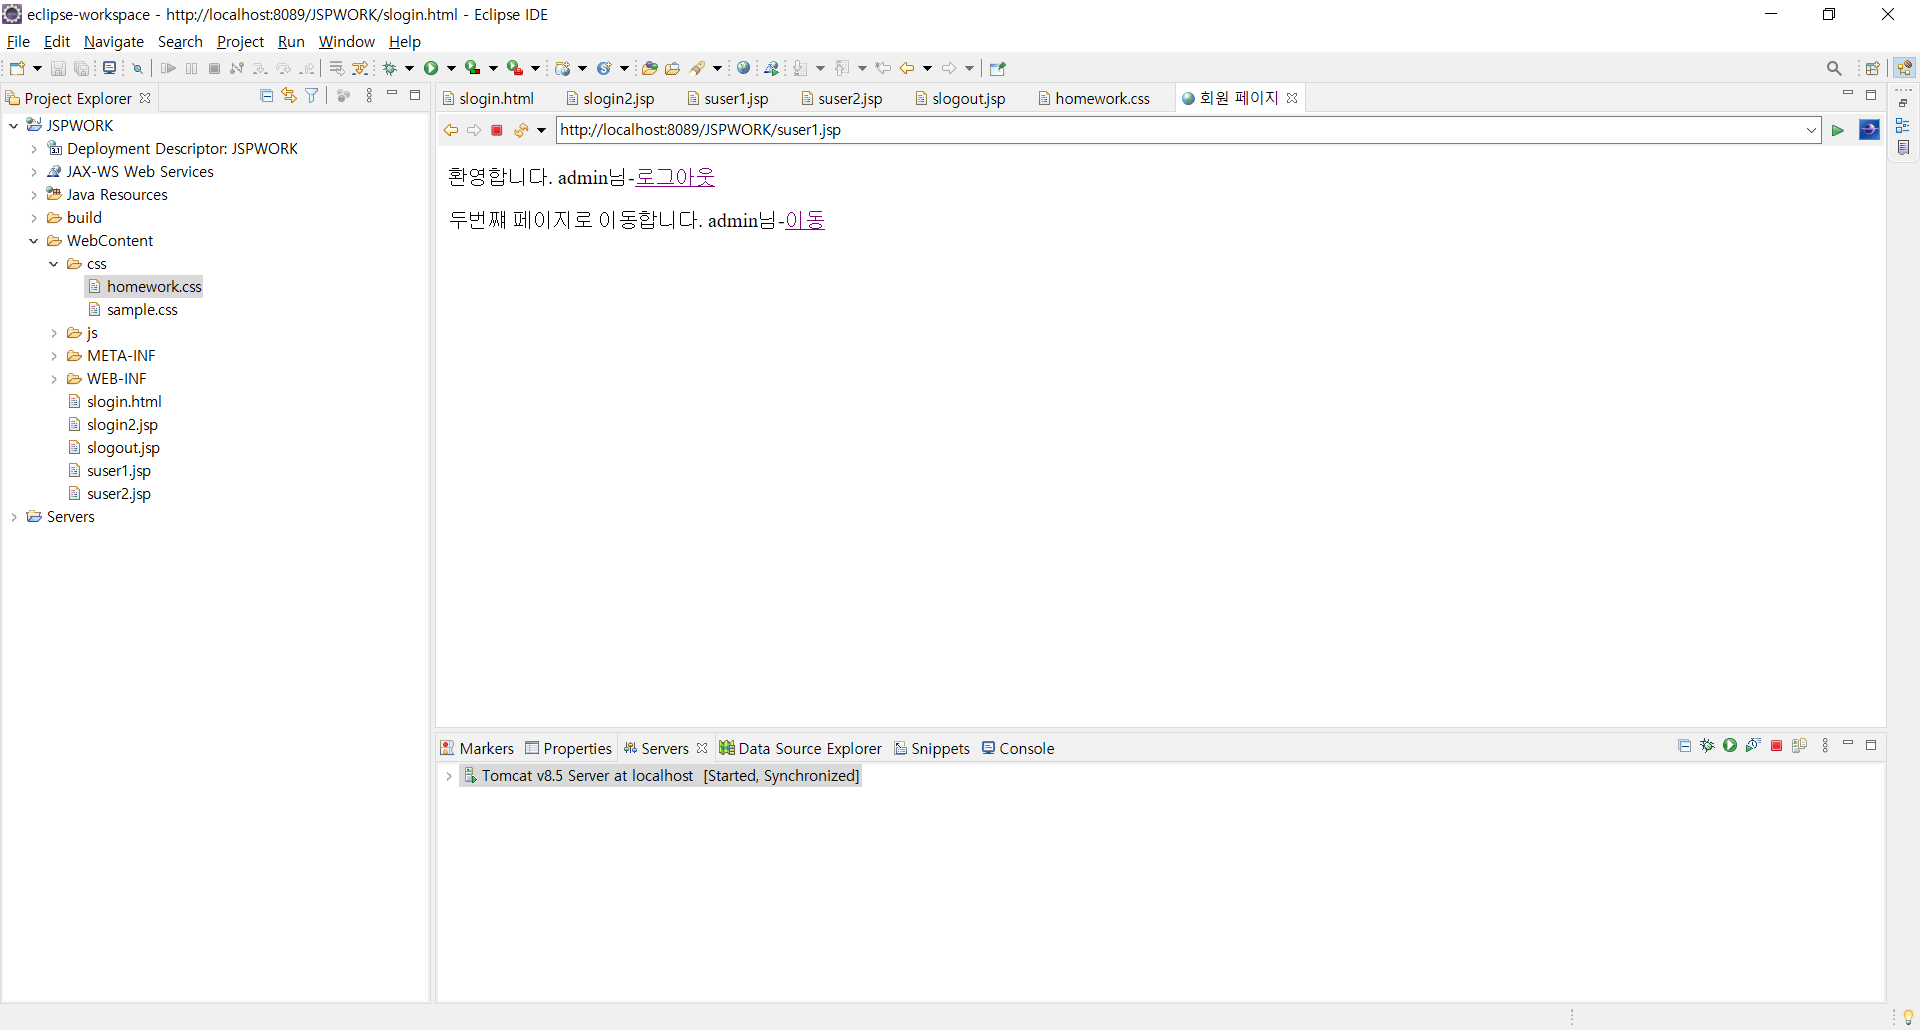 eclipse-workspace - http://localhost:8089/JSPWORK/slogin.html - Eclipse IDE
File Edit Navigate Search Project Run Window Help
Project Explorer
slogin.html slogin2.jsp suser1.jsp suser2.jsp slogout.jsp homework.css 회원 페이지
http://localhost:8089/JSPWORK/suser1.jsp
JSPWORK
Deployment Descriptor: JSPWORK
JAX-WS Web Services
Java Resources
build
WebContent
css
homework.css
sample.css
js
META-INF
WEB-INF
slogin.html
slogin2.jsp
slogout.jsp
suser1.jsp
suser2.jsp
Servers
환영합니다. admin님-로그아웃
두번째 페이지로 이동합니다. admin님-이동
Markers Properties Servers Data Source Explorer Snippets Console
Tomcat v8.5 Server at localhost [Started, Synchronized]